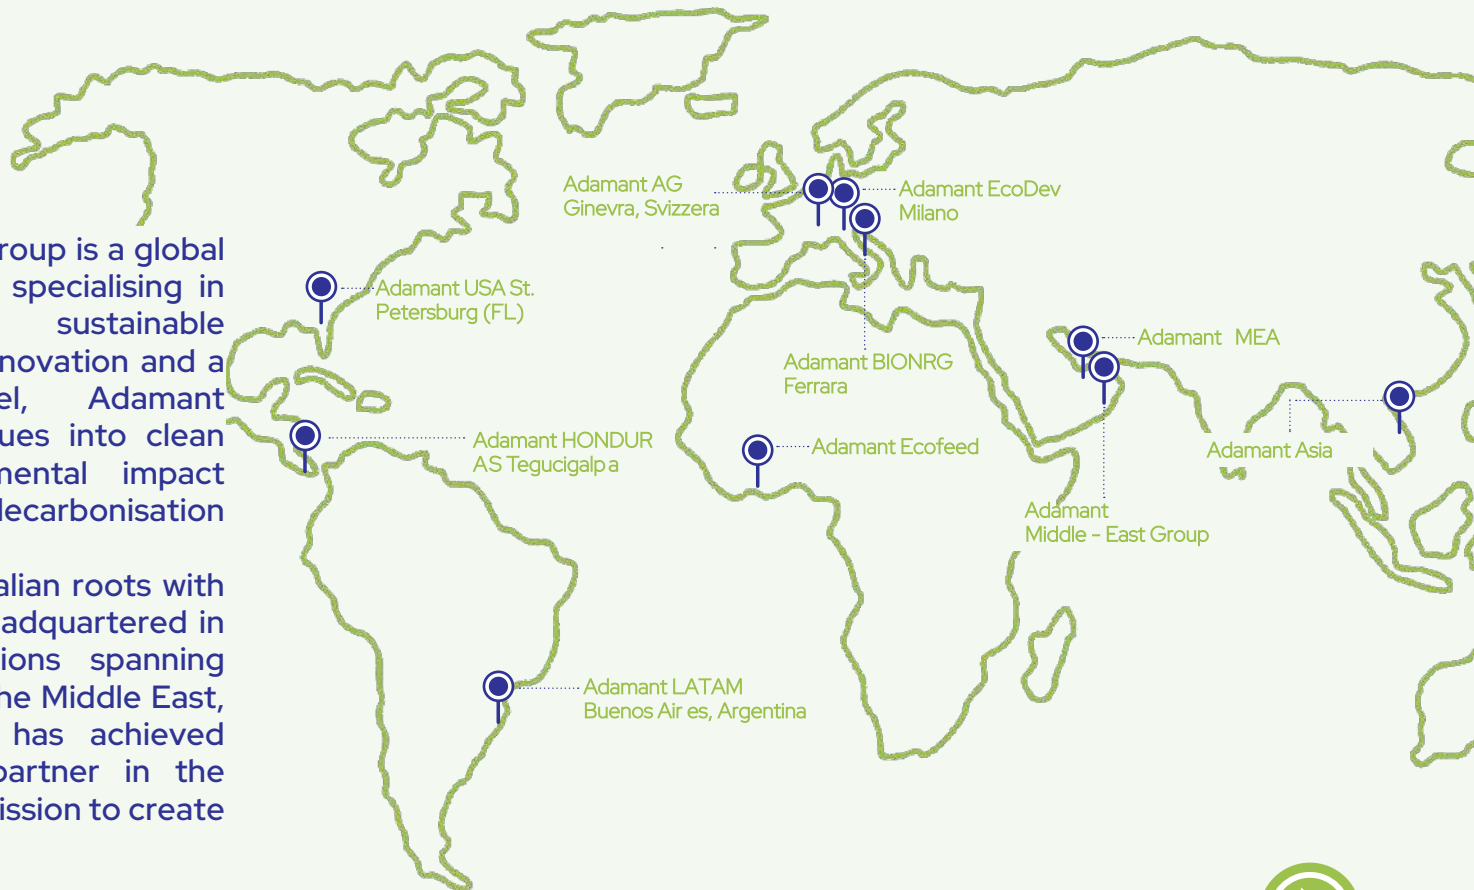 roup is a global
specialising in
sustainable
novation and a
el, Adamant
ues into clean
mental impact
lecarbonisation
alian roots with
adquartered in
ions spanning
he Middle East,
has achieved
partner in the
ission to create
Adamant AG
Ginevra, Svizzera
Adamant EcoDev
Milano
Adamant USA St.
Petersburg (FL)
Adamant BIONRG
Ferrara
Adamant MEA
Adamant HONDUR
AS Tegucigalp a
Adamant Ecofeed
Adamant Asia
Adamant
Middle - East Group
Adamant LATAM
Buenos Air es, Argentina